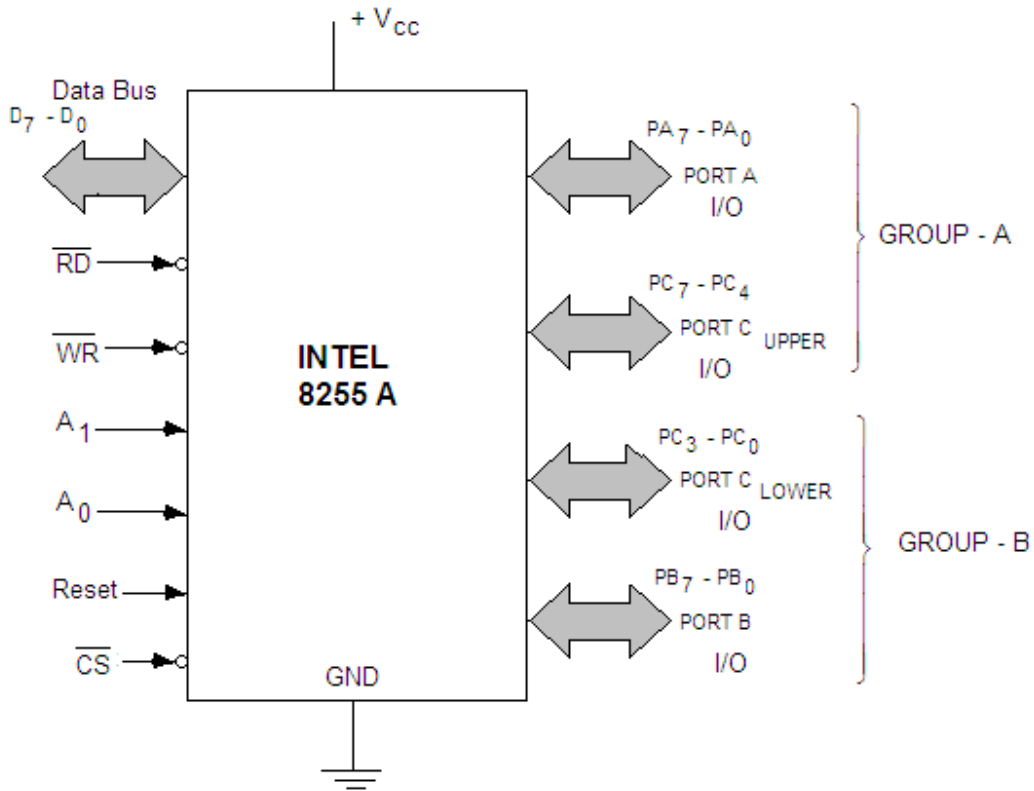 + VCC
Data Bus
D7 - D0
RD
WR
A1
A0
Reset
CS
INTEL
8255 A
GND
PA7 - PA0
PORT A
I/O
PC7 - PC4
PORT C UPPER
I/O
GROUP - A
PC3 - PC0
PORT C LOWER
I/O
PB7 - PB0
PORT B
I/O
GROUP - B